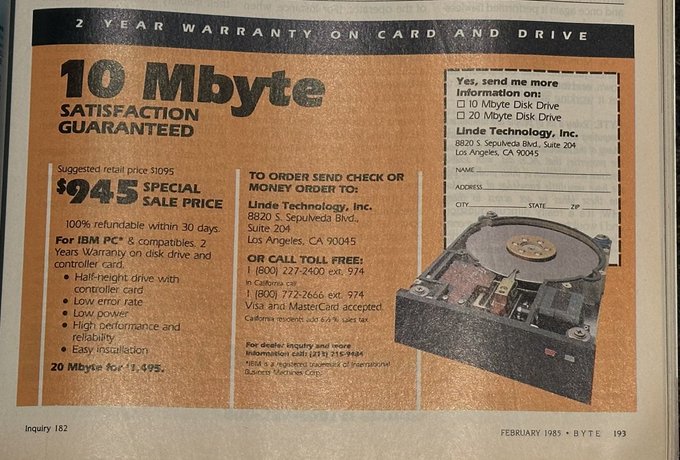 2 YEAR WARRANTY ON CARD AND DRIVE
10 Mbyte
SATISFACTION
GUARANTEED
Suggested retail price $1095
$945 SPECIAL
SALE PRICE
100% refundable within 30 days.
For IBM PC* & compatibles. 2
Years Warranty on disk drive and
controller card.
• Half-height drive with
controller card
• Low error rate
• Low power
• High performance and
reliability
• Easy installation
20 Mbyte for $1,495.
TO ORDER SEND CHECK OR
MONEY ORDER TO:
Linde Technology, Inc.
8820 S. Sepulveda Blvd.,
Suite 204
Los Angeles, CA 90045
OR CALL TOLL FREE:
1 (800) 227-2400 ext. 974
In California call
1 (800) 772-2666 ext. 974
Visa and MasterCard accepted.
California residents add 6½% sales tax
For dealer inquiry and more
information call: (213) 215-9484
*IBM is a registered trademark of International
Business Machines Corp.
Yes, send me more
information on:
☐ 10 Mbyte Disk Drive
☐ 20 Mbyte Disk Drive
Linde Technology, Inc.
8820 S. Sepulveda Blvd., Suite 204
Los Angeles, CA 90045
NAME
ADDRESS
CITY STATE ZIP
Inquiry 182
FEBRUARY 1985 • BYTE 193